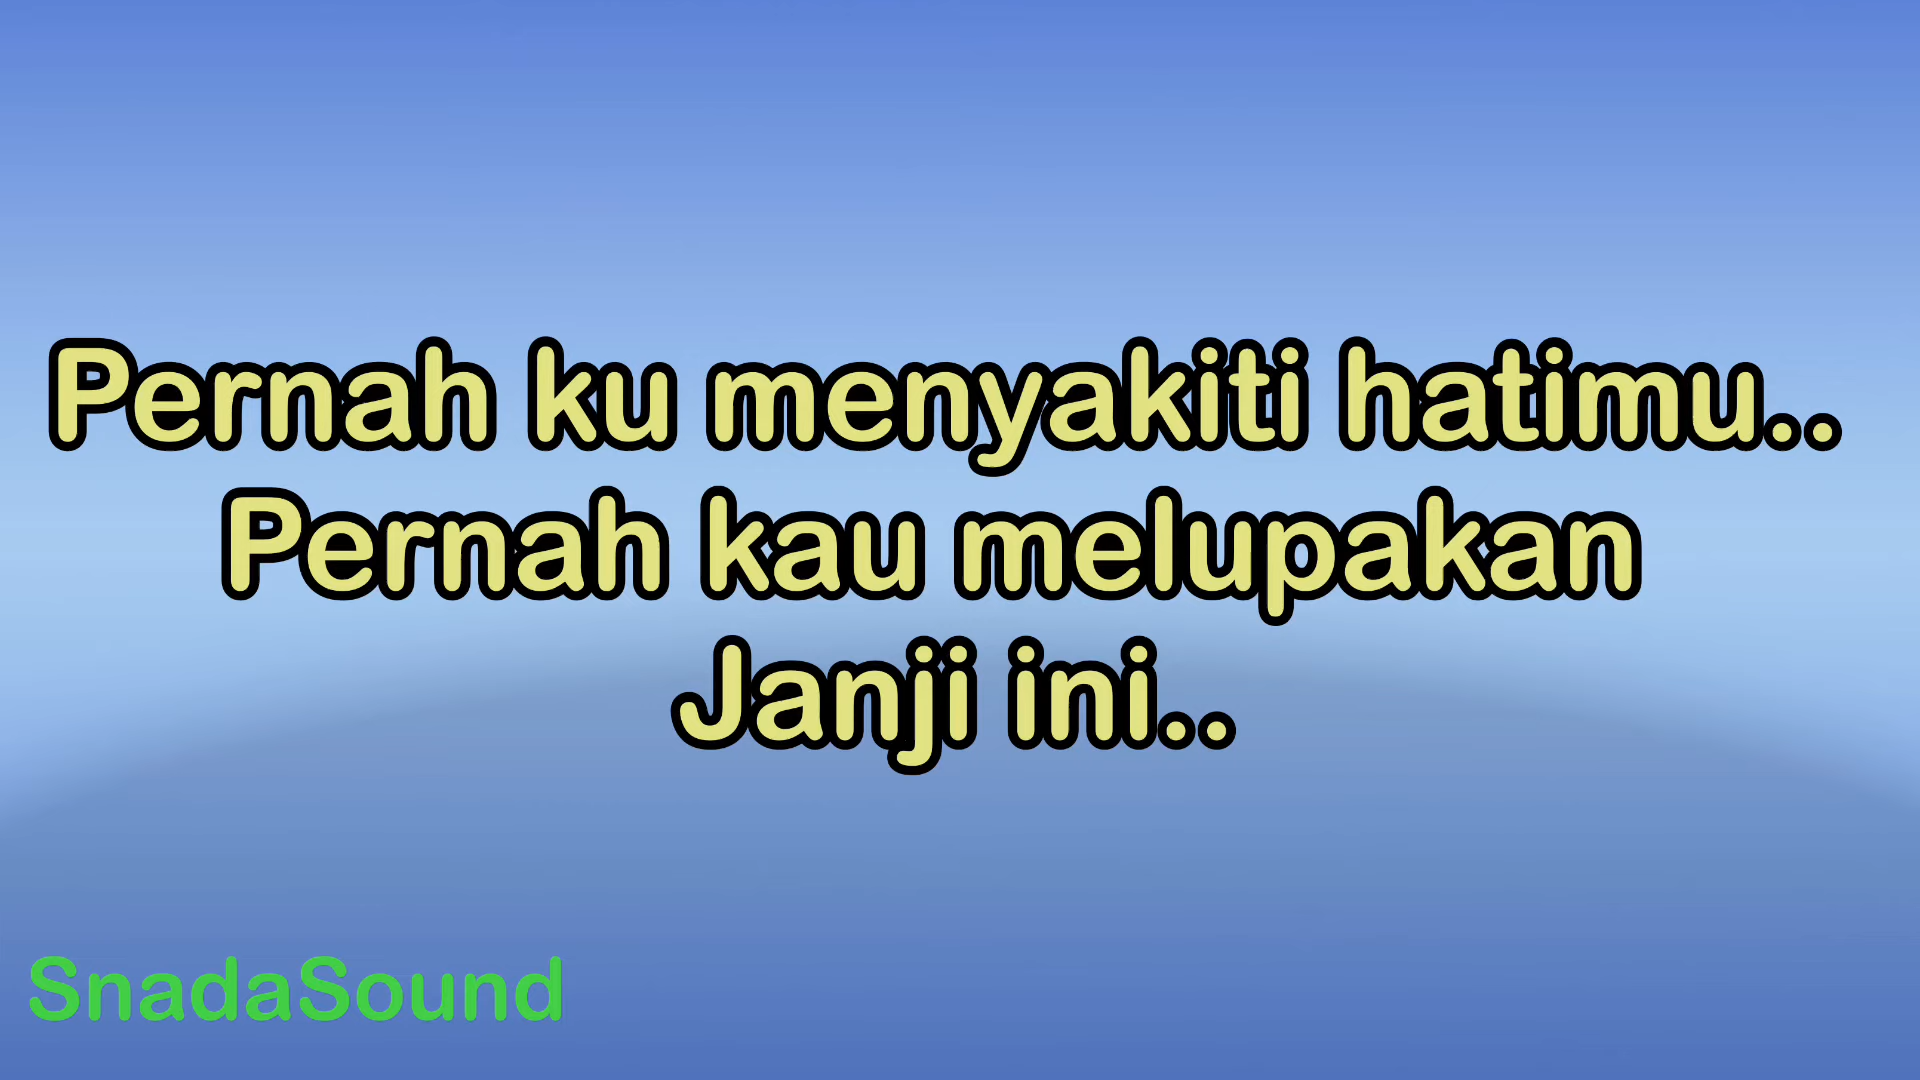 Pernah ku menyakiti hatimu..
Pernah kau melupakan
Janji ini..
SnadaSound